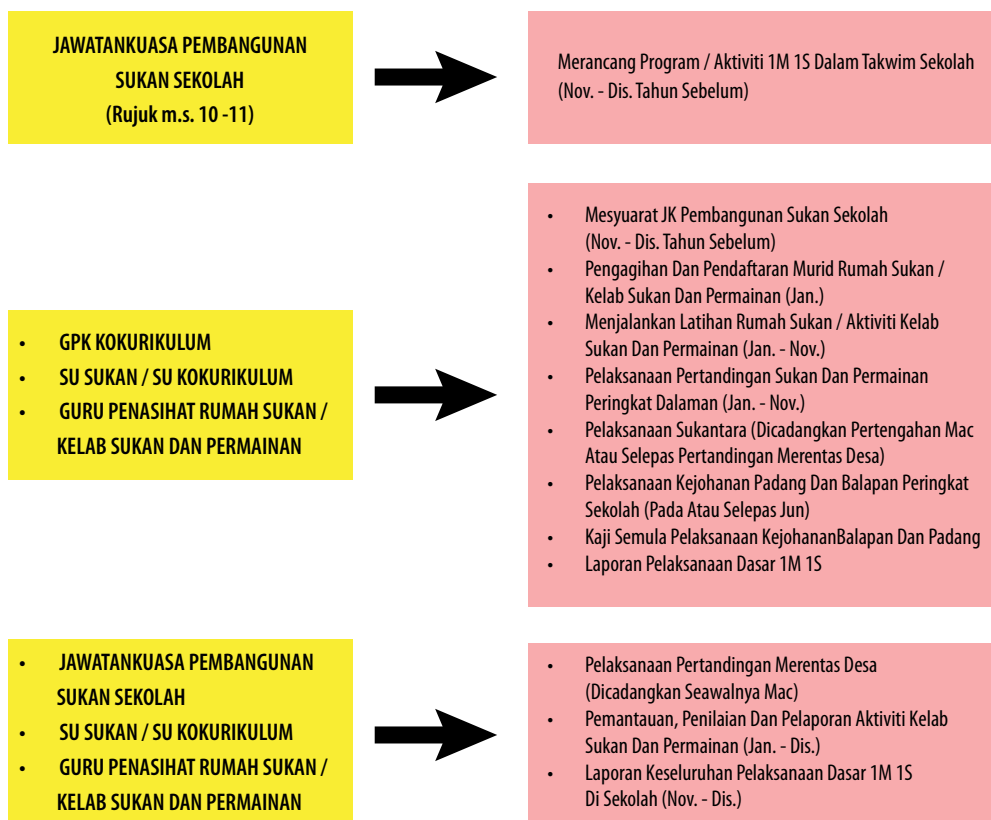 JAWATANKUASA PEMBANGUNAN
SUKAN SEKOLAH
(Rujuk m.s. 10 -11)
Merancang Program / Aktiviti 1M 1S Dalam Takwim Sekolah
(Nov. - Dis. Tahun Sebelum)
• GPK KOKURIKULUM
• SU SUKAN / SU KOKURIKULUM
• GURU PENASIHAT RUMAH SUKAN /
KELAB SUKAN DAN PERMAINAN
• Mesyuarat JK Pembangunan Sukan Sekolah
(Nov. - Dis. Tahun Sebelum)
• Pengagihan Dan Pendaftaran Murid Rumah Sukan /
Kelab Sukan Dan Permainan (Jan.)
• Menjalankan Latihan Rumah Sukan / Aktiviti Kelab
Sukan Dan Permainan (Jan. - Nov.)
• Pelaksanaan Pertandingan Sukan Dan Permainan
Peringkat Dalaman (Jan. - Nov.)
• Pelaksanaan Sukantara (Dicadangkan Pertengahan Mac
Atau Selepas Pertandingan Merentas Desa)
• Pelaksanaan Kejohanan Padang Dan Balapan Peringkat
Sekolah (Pada Atau Selepas Jun)
• Kaji Semula Pelaksanaan KejohananBalapan Dan Padang
• Laporan Pelaksanaan Dasar 1M 1S
• JAWATANKUASA PEMBANGUNAN
SUKAN SEKOLAH
• SU SUKAN / SU KOKURIKULUM
• GURU PENASIHAT RUMAH SUKAN /
KELAB SUKAN DAN PERMAINAN
• Pelaksanaan Pertandingan Merentas Desa
(Dicadangkan Seawalnya Mac)
• Pemantauan, Penilaian Dan Pelaporan Aktiviti Kelab
Sukan Dan Permainan (Jan. - Dis.)
• Laporan Keseluruhan Pelaksanaan Dasar 1M 1S
Di Sekolah (Nov. - Dis.)